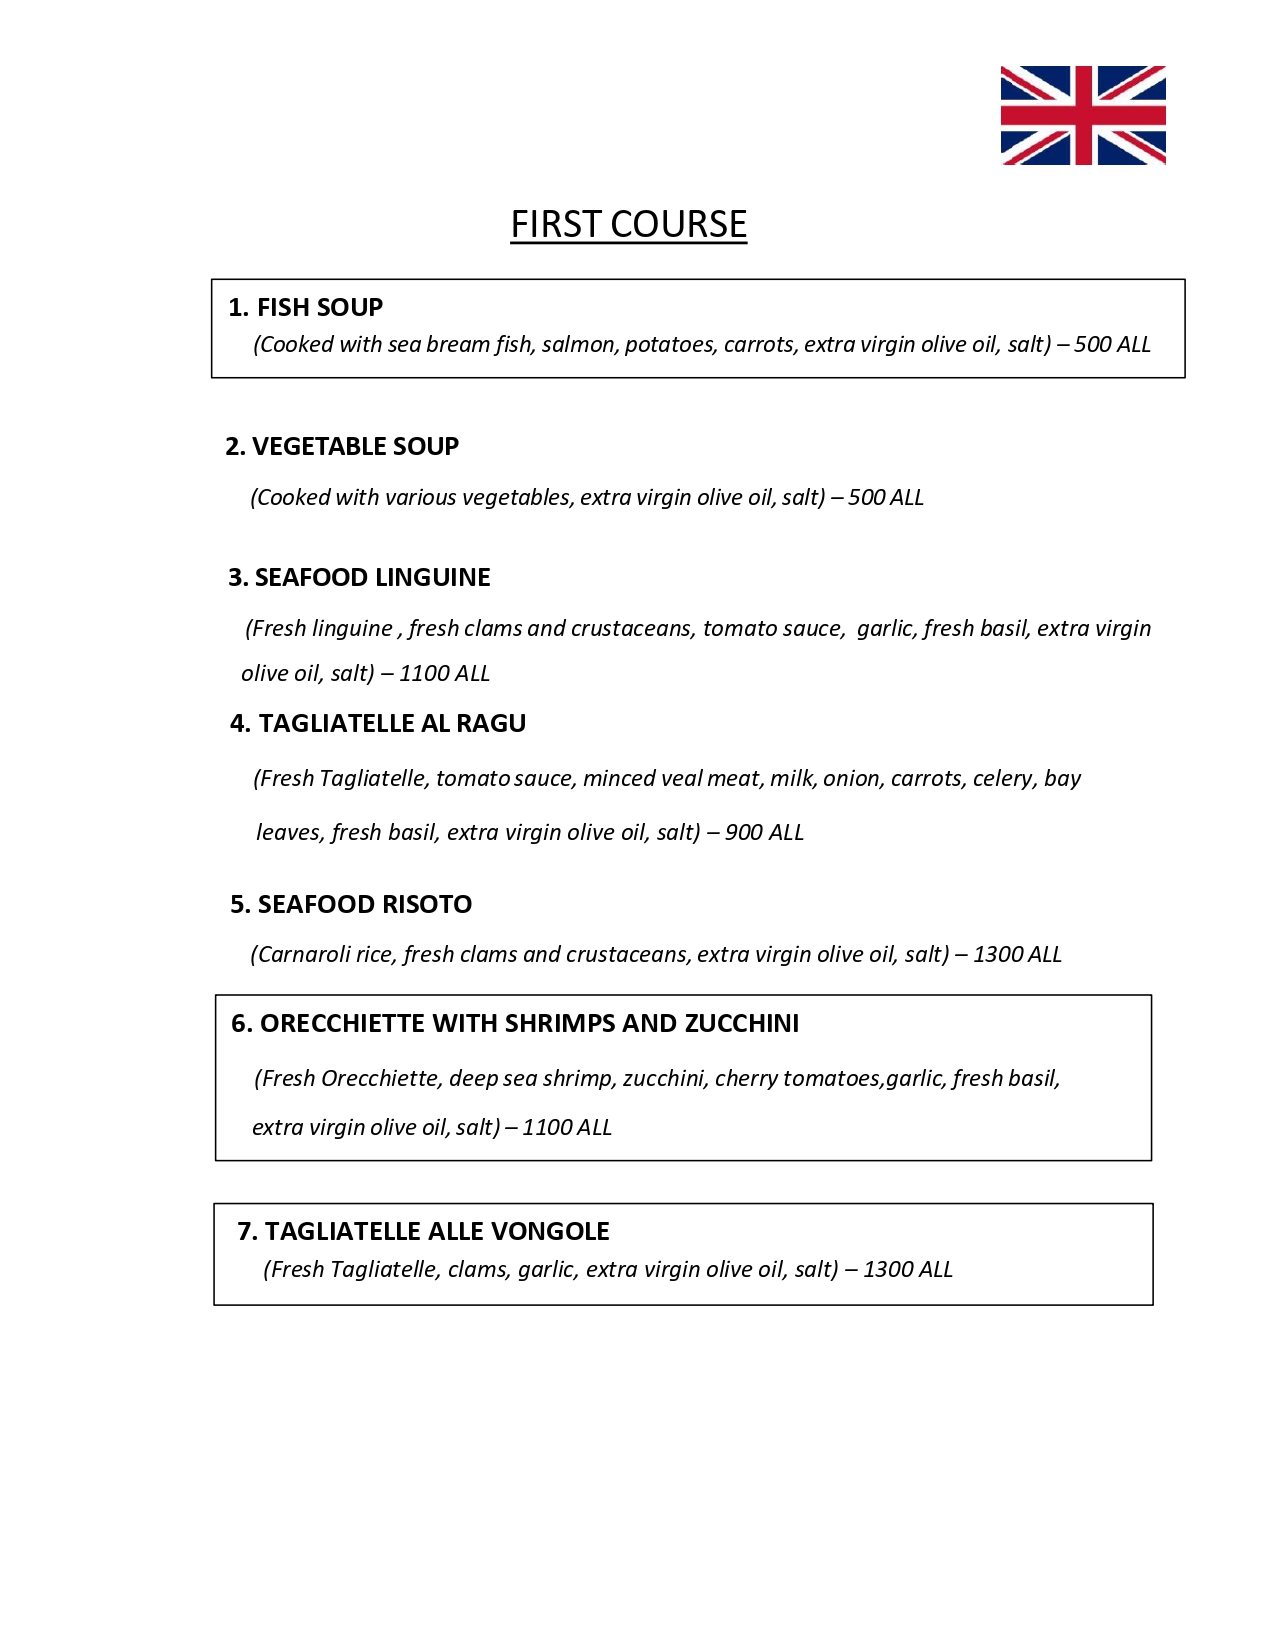 FIRST COURSE
1. FISH SOUP
(Cooked with sea bream fish, salmon, potatoes, carrots, extra virgin olive oil, salt) – 500 ALL
2. VEGETABLE SOUP
(Cooked with various vegetables, extra virgin olive oil, salt) – 500 ALL
3. SEAFOOD LINGUINE
(Fresh linguine , fresh clams and crustaceans, tomato sauce, garlic, fresh basil, extra virgin
olive oil, salt) – 1100 ALL
4. TAGLIATELLE AL RAGU
(Fresh Tagliatelle, tomato sauce, minced veal meat, milk, onion, carrots, celery, bay
leaves, fresh basil, extra virgin olive oil, salt) – 900 ALL
5. SEAFOOD RISOTO
(Carnaroli rice, fresh clams and crustaceans, extra virgin olive oil, salt) – 1300 ALL
6. ORECCHIETTE WITH SHRIMPS AND ZUCCHINI
(Fresh Orecchiette, deep sea shrimp, zucchini, cherry tomatoes,garlic, fresh basil,
extra virgin olive oil, salt) – 1100 ALL
7. TAGLIATELLE ALLE VONGOLE
(Fresh Tagliatelle, clams, garlic, extra virgin olive oil, salt) – 1300 ALL